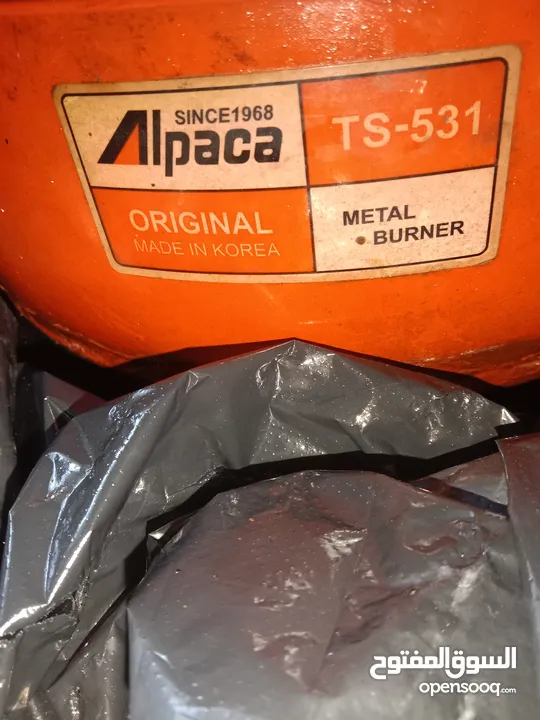 SINCE1968
Alpaca
TS-531
ORIGINAL
MADE IN KOREA
METAL
BURNER
السوق المفتوح
opensooq.com